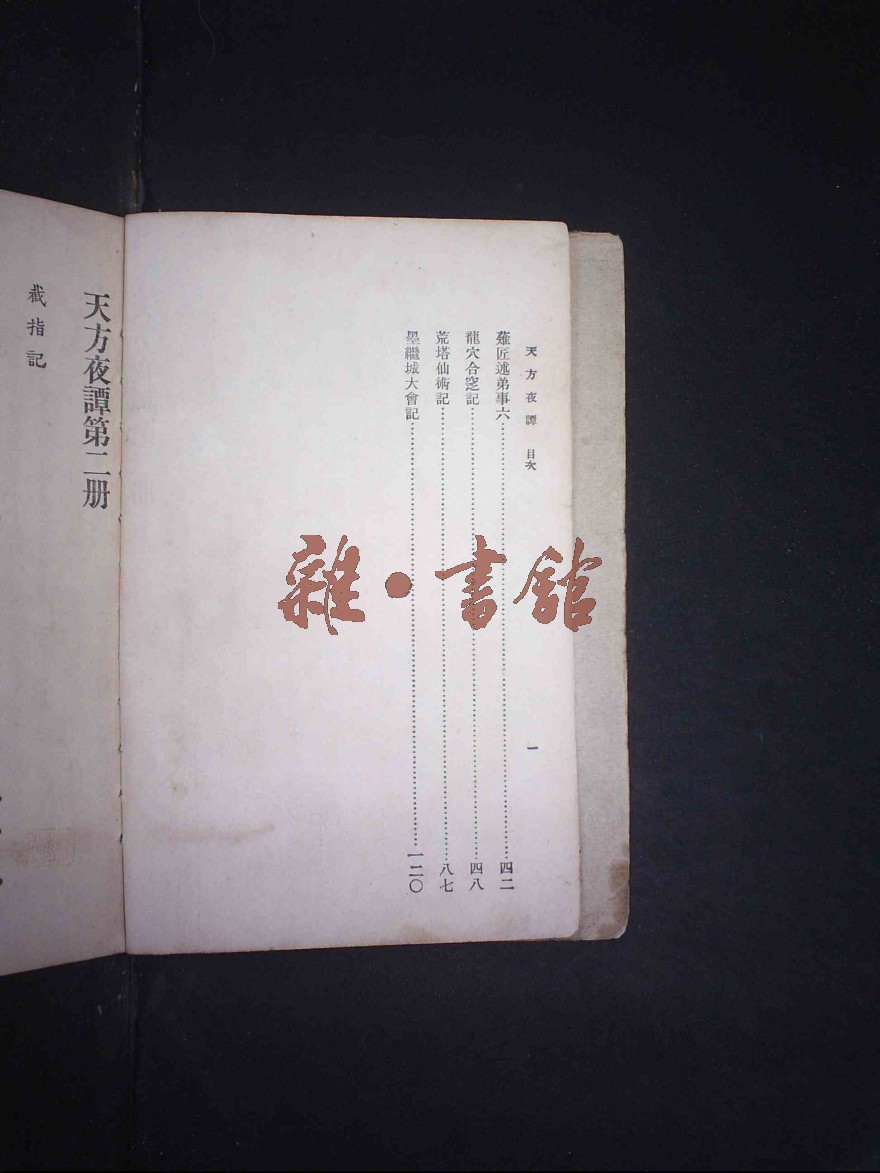 天方夜譚　目次　一
薙匠述弟事六……四二
龍穴合窆記……四八
荒塔仙術記……八七
墨繼城大會記……一二〇
天方夜譚第二册
截指記
雜•書館